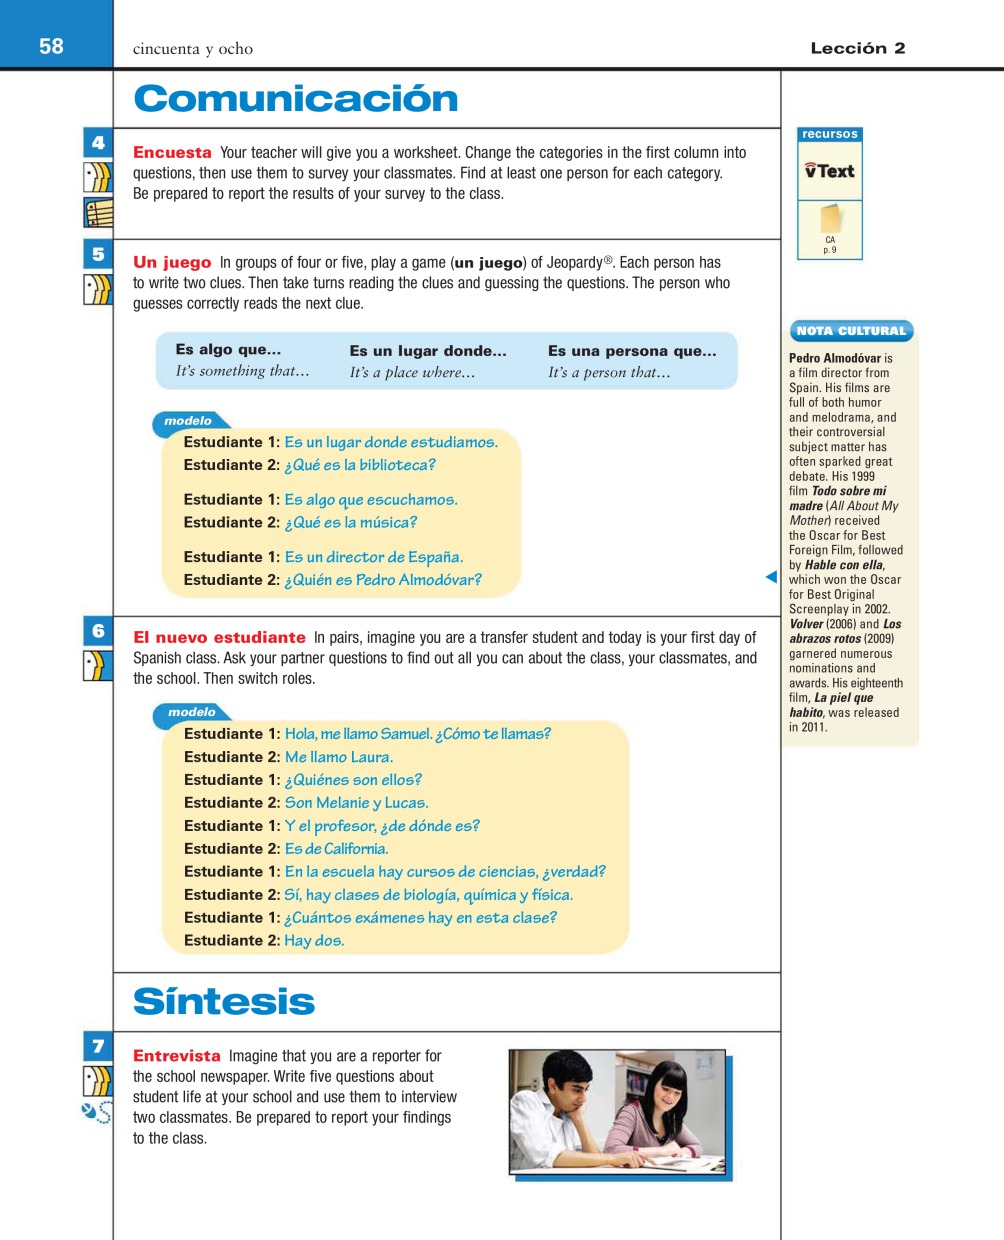 58
cincuenta y ocho
Lección 2
Comunicación
4
Encuesta Your teacher will give you a worksheet. Change the categories in the first column into
questions, then use them to survey your classmates. Find at least one person for each category.
Be prepared to report the results of your survey to the class.
recursos
vText
CA
p. 9
5
Un juego In groups of four or five, play a game (un juego) of Jeopardy®. Each person has
to write two clues. Then take turns reading the clues and guessing the questions. The person who
guesses correctly reads the next clue.
Es algo que...
It's something that...
Es un lugar donde...
It's a place where...
Es una persona que...
It's a person that...
modelo
Estudiante 1: Es un lugar donde estudiamos.
Estudiante 2: ¿Qué es la biblioteca?
Estudiante 1: Es algo que escuchamos.
Estudiante 2: ¿Qué es la música?
Estudiante 1: Es un director de España.
Estudiante 2: ¿Quién es Pedro Almodóvar?
NOTA CULTURAL
Pedro Almodóvar is
a film director from
Spain. His films are
full of both humor
and melodrama, and
their controversial
subject matter has
often sparked great
debate. His 1999
film Todo sobre mi
madre (All About My
Mother) received
the Oscar for Best
Foreign Film, followed
by Hable con ella,
which won the Oscar
for Best Original
Screenplay in 2002.
Volver (2006) and Los
abrazos rotos (2009)
garnered numerous
nominations and
awards. His eighteenth
film, La piel que
habito, was released
in 2011.
6
El nuevo estudiante In pairs, imagine you are a transfer student and today is your first day of
Spanish class. Ask your partner questions to find out all you can about the class, your classmates, and
the school. Then switch roles.
modelo
Estudiante 1: Hola, me llamo Samuel. ¿Cómo te llamas?
Estudiante 2: Me llamo Laura.
Estudiante 1: ¿Quiénes son ellos?
Estudiante 2: Son Melanie y Lucas.
Estudiante 1: Y el profesor, ¿de dónde es?
Estudiante 2: Es de California.
Estudiante 1: En la escuela hay cursos de ciencias, ¿verdad?
Estudiante 2: Sí, hay clases de biología, química y física.
Estudiante 1: ¿Cuántos exámenes hay en esta clase?
Estudiante 2: Hay dos.
Síntesis
7
Entrevista Imagine that you are a reporter for
the school newspaper. Write five questions about
student life at your school and use them to interview
two classmates. Be prepared to report your findings
to the class.